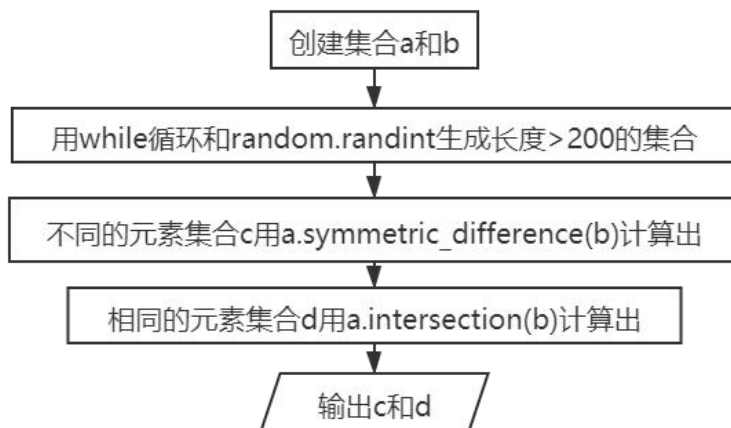 创建集合a和b
用while循环和random.randint生成长度>200的集合
不同的元素集合c用a.symmetric_difference(b)计算出
相同的元素集合d用a.intersection(b)计算出
输出c和d